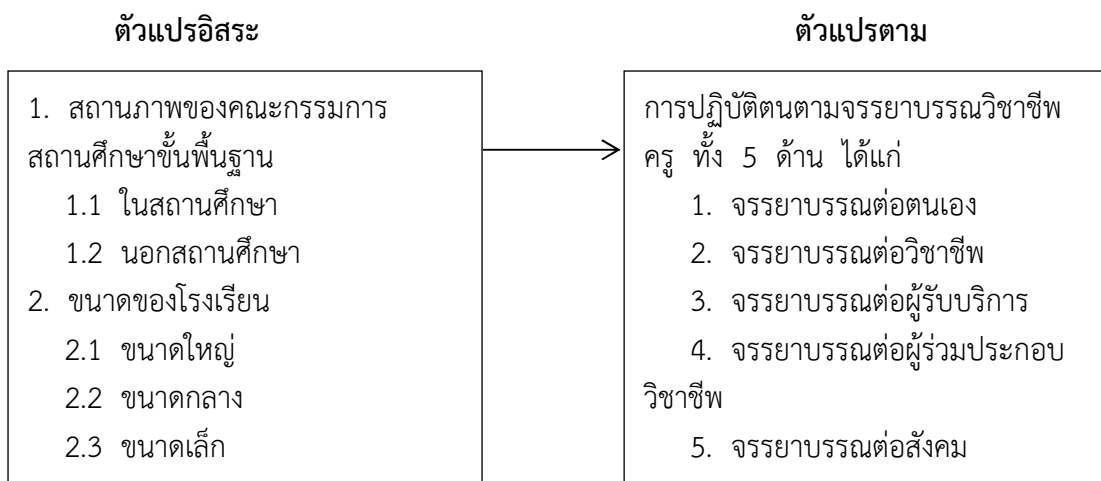 ตัวแปรอิสระ
ตัวแปรตาม
1. สถานภาพของคณะกรรมการ
สถานศึกษาขั้นพื้นฐาน
1.1 ในสถานศึกษา
1.2 นอกสถานศึกษา
2. ขนาดของโรงเรียน
2.1 ขนาดใหญ่
2.2 ขนาดกลาง
2.3 ขนาดเล็ก
การปฏิบัติตนตามจรรยาบรรณวิชาชีพ
ครู ทั้ง 5 ด้าน ได้แก่
1. จรรยาบรรณต่อตนเอง
2. จรรยาบรรณต่อวิชาชีพ
3. จรรยาบรรณต่อผู้รับบริการ
4. จรรยาบรรณต่อผู้ร่วมประกอบ
วิชาชีพ
5. จรรยาบรรณต่อสังคม